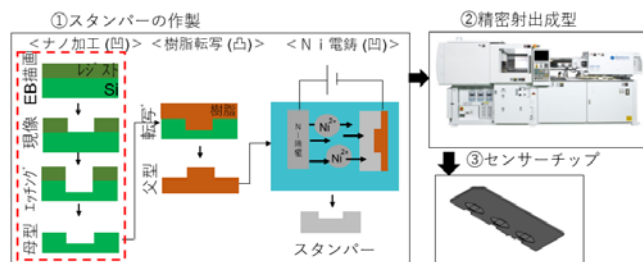 ①スタンパーの作製
＜ナノ加工(凹)＞
＜樹脂転写(凸)＞
＜Ｎｉ電鋳(凹)＞
EB描画
レジスト
Si
現像
エッチング
母型
転写
樹脂
父型
Ni²⁺
Ni²⁺
スタンパー
②精密射出成型
③センサーチップ